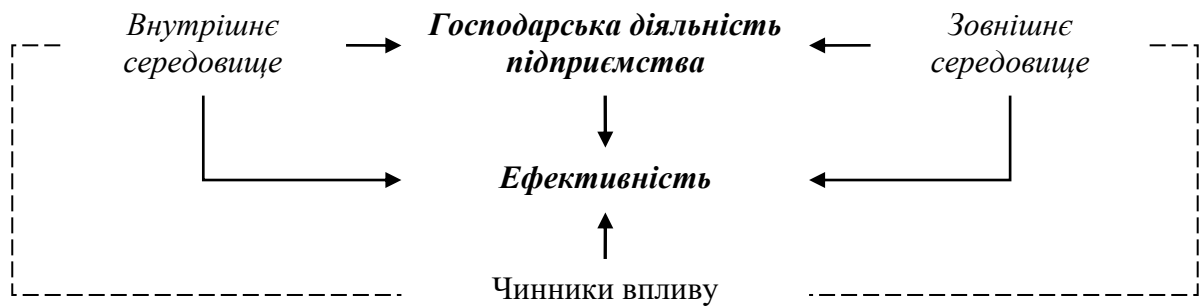 Внутрішнє
середовище
Господарська діяльність
підприємства
Зовнішнє
середовище
Ефективність
Чинники впливу